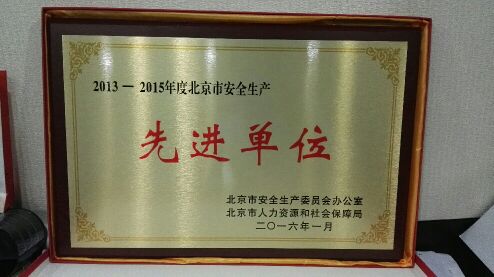 2013－2015年度北京市安全生产
先进单位
北京市安全生产委员会办公室
北京市人力资源和社会保障局
二〇一六年一月